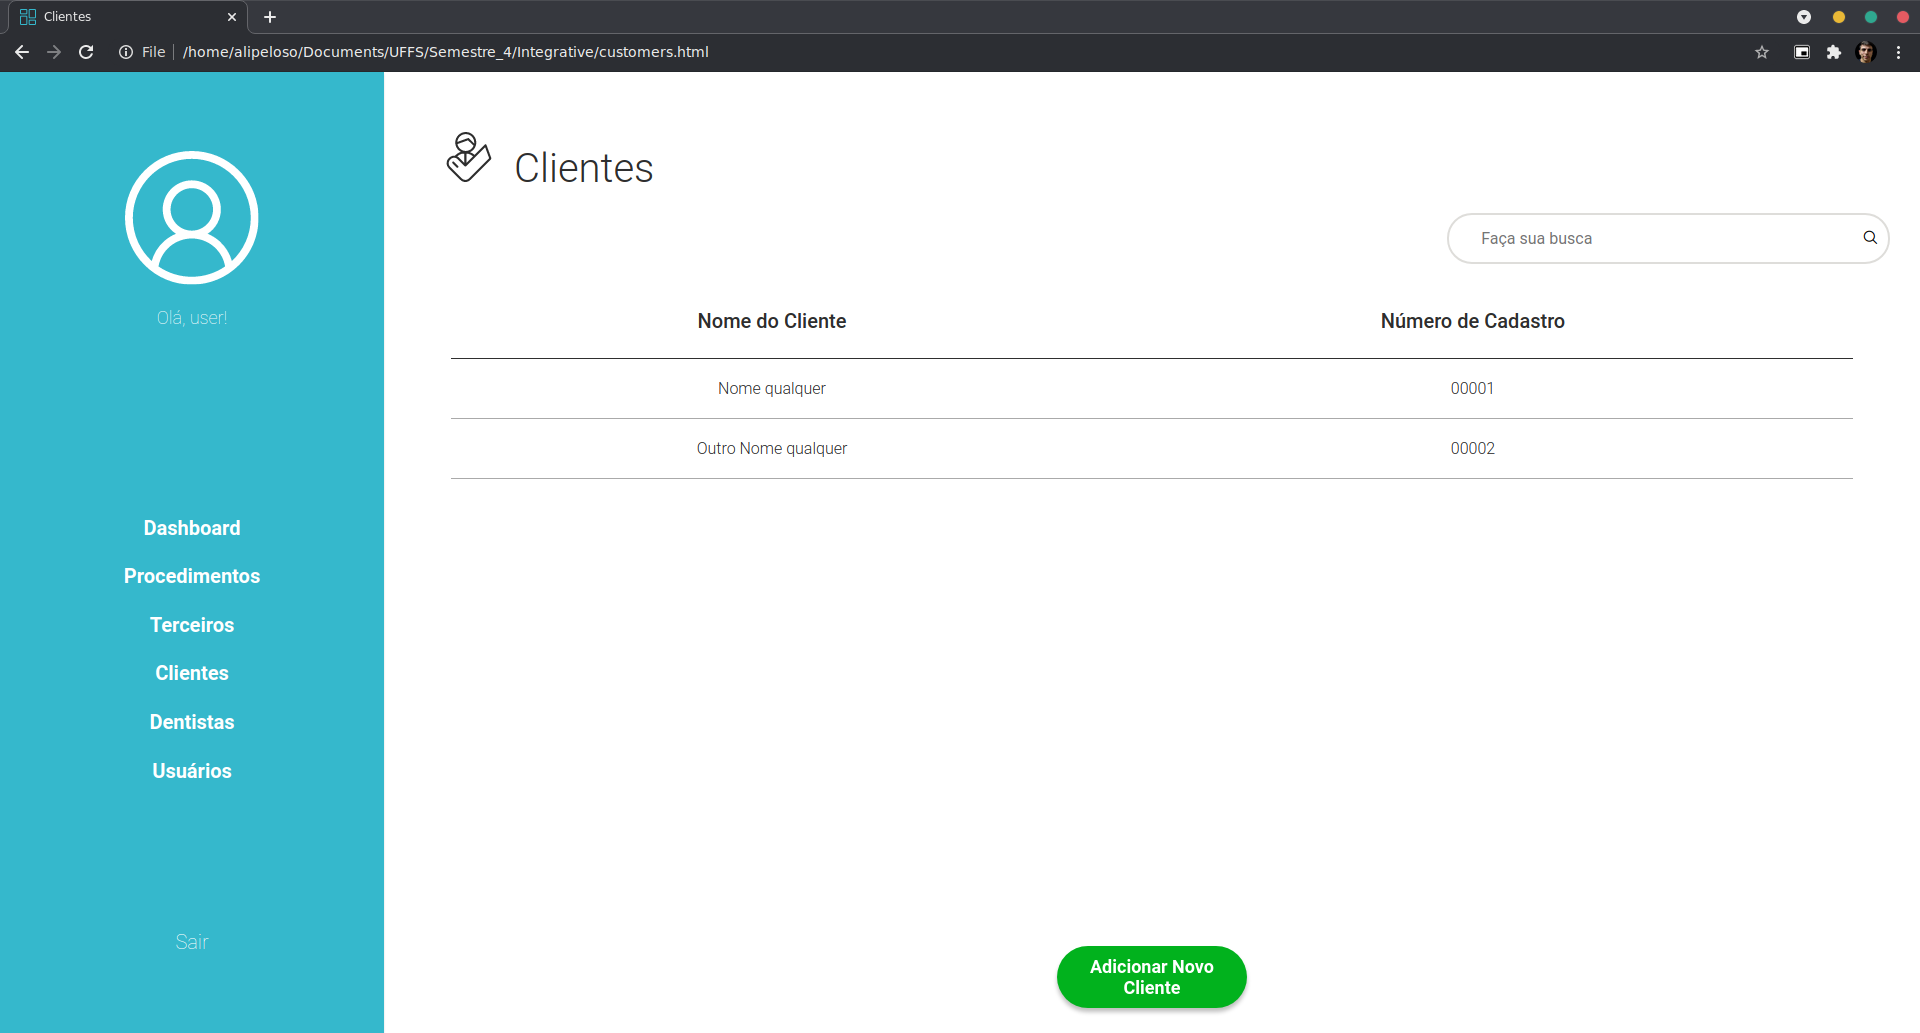 Clientes
File
/home/alipeloso/Documents/UFFS/Semestre_4/Integrative/customers.html
Olá, user!
Dashboard
Procedimentos
Terceiros
Clientes
Dentistas
Usuários
Sair
Clientes
Faça sua busca
Nome do Cliente Número de Cadastro
Nome qualquer 00001
Outro Nome qualquer 00002
Adicionar Novo
Cliente